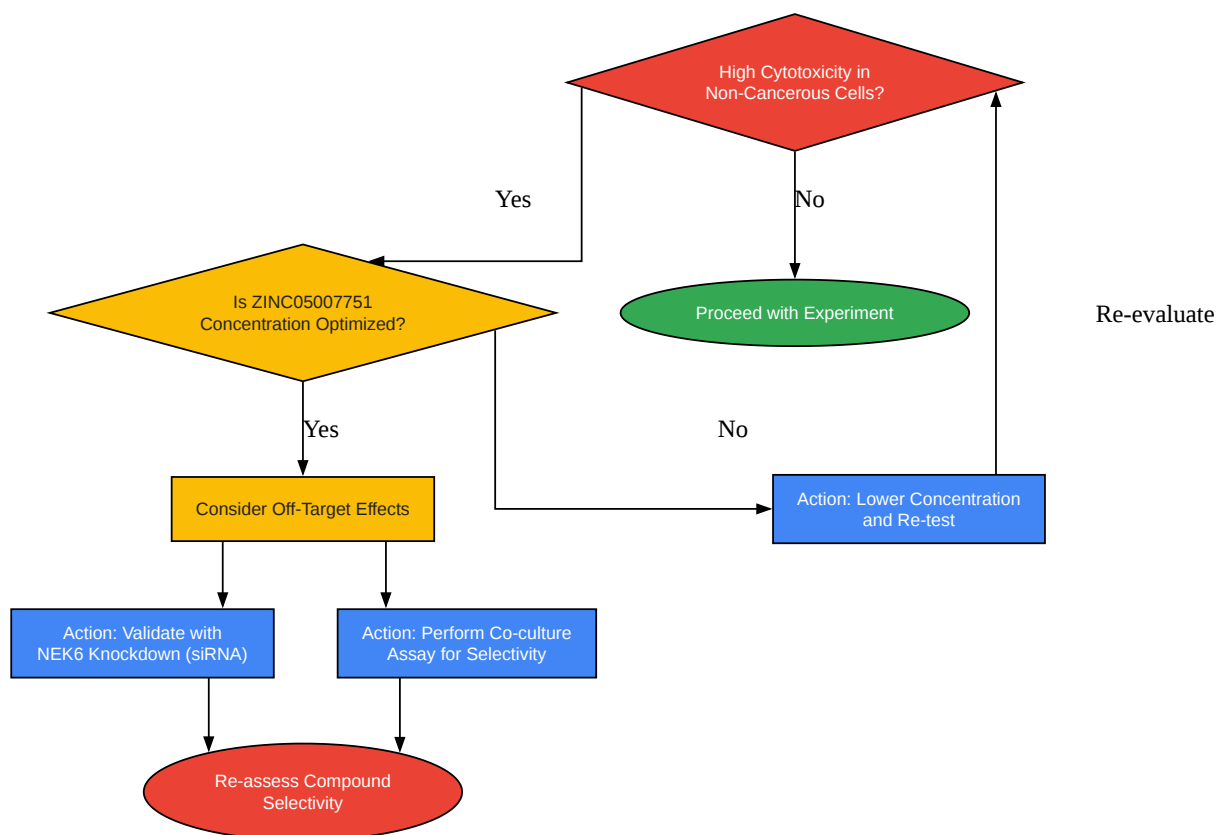 High Cytotoxicity in
Non-Cancerous Cells?
Yes
No
Is ZINC05007751
Concentration Optimized?
Proceed with Experiment
Re-evaluate
Yes
No
Consider Off-Target Effects
Action: Lower Concentration
and Re-test
Action: Validate with
NEK6 Knockdown (siRNA)
Action: Perform Co-culture
Assay for Selectivity
Re-assess Compound
Selectivity